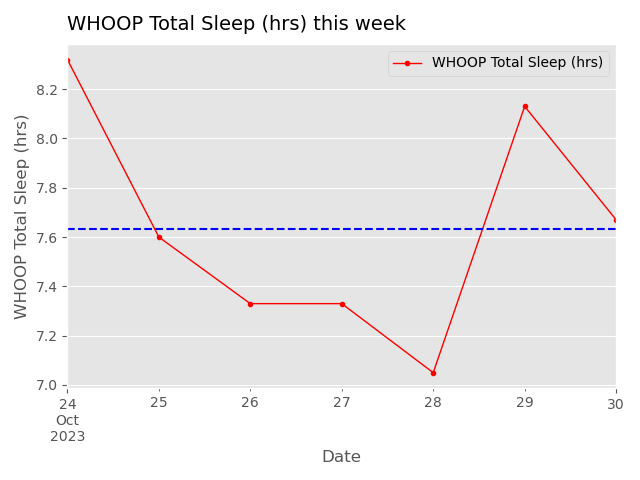 WHOOP Total Sleep (hrs) this week
WHOOP Total Sleep (hrs)
WHOOP Total Sleep (hrs)
8.2
8.0
7.8
7.6
7.4
7.2
7.0
24 25 26 27 28 29 30
Oct
2023
Date